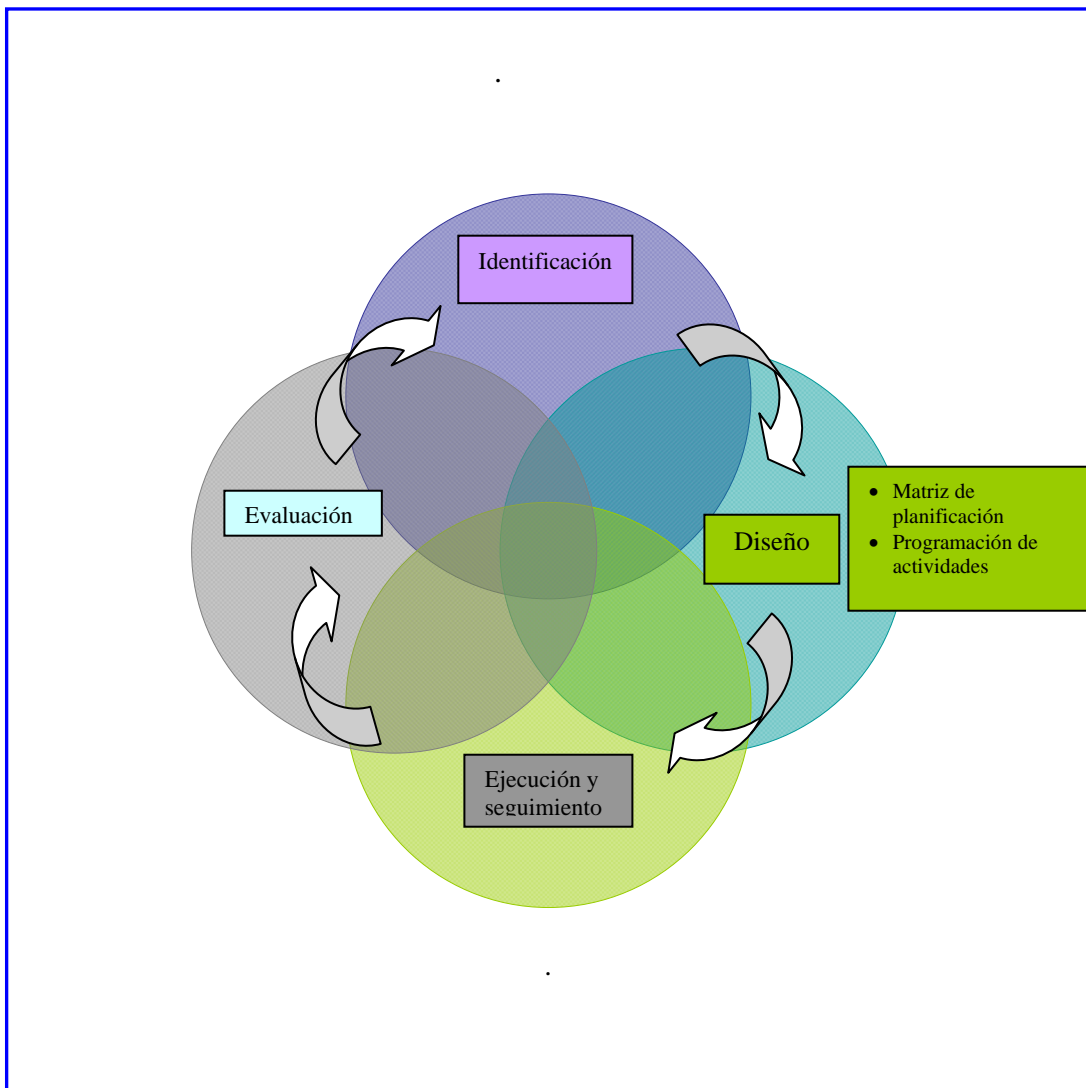 Identificación
Evaluación
Diseño
• Matriz de
planificación
• Programación de
actividades
Ejecución y
seguimiento